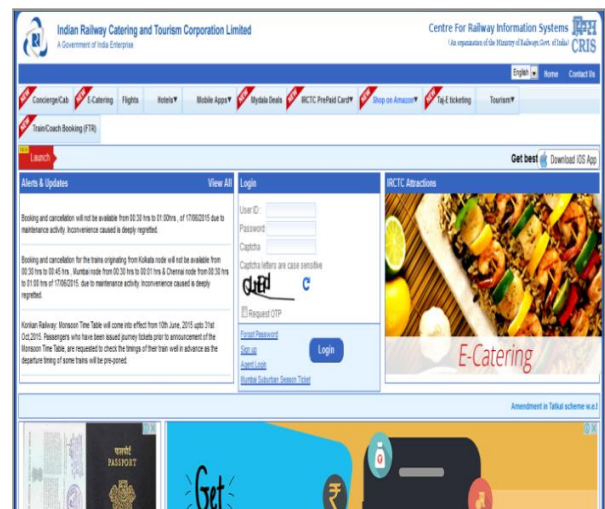 Indian Railway Catering and Tourism Corporation Limited
A Government of India Enterprise
Centre For Railway Information Systems
(An organization of the Ministry of Railways Govt. of India)
CRIS
English Home Contact Us
Concierge/Cab E-Catering Flights Hotels▼ Mobile Apps▼ Mydala Deals IRCTC PrePaid Card▼ Shop on Amazon▼ Taj-E ticketing Tourism▼
Train/Coach Booking (FTR)
Launch
Get best Download iOS App
Alerts & Updates View All
Booking and cancellation will not be available from 00:30 hrs to 01:00hrs , of 17/06/2015 due to
maintenance activity. Inconvenience caused is deeply regretted.
Booking and cancellation for the trains originating from Kolkata node will not be available from
00:30 hrs to 00:45 hrs , Mumbai node from 00:30 hrs to 00:01 hrs & Chennai node from 00:30 hrs
to 01:00 hrs of 17/06/2015. due to maintenance activity. Inconvenience caused is deeply
regretted.
Konkan Railway: Monsoon Time Table will come into effect from 10th June, 2015 upto 31st
Oct,2015. Passengers who have been issued journey tickets prior to announcement of the
Monsoon Time Table, are requested to check the timings of their train well in advance as the
departure timing of some trains will be pre-poned.
Login
User ID :
Password
Captcha
Captcha letters are case sensitive
Request OTP
Forgot Password
Sign up
Agent Login
Mumbai Suburban Season Ticket
Login
IRCTC Attractions
E-Catering
Amendment in Tatkal scheme w.e.f
पासपोर्ट
PASSPORT
Get
₹